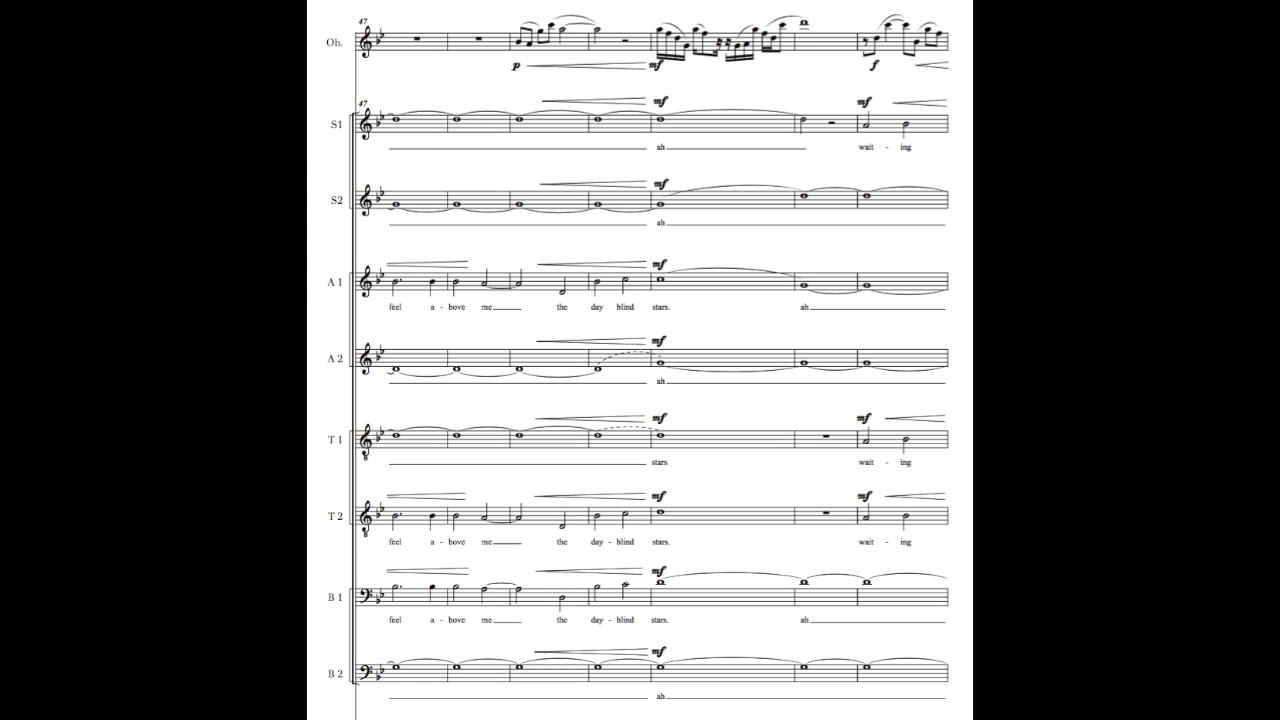 47
Ob.
p mf f
47
mf mf
S1
ah wait - ing
mf
S2
ah
mf
A 1
feel a - bove me the day blind stars. ah
mf
A 2
ah
mf mf
T 1
8
stars wait - ing
mf mf
T 2
8
feel a - bove me the day - blind stars. wait - ing
mf
B 1
feel a - bove me the day - blind stars. ah
mf
B 2
ah